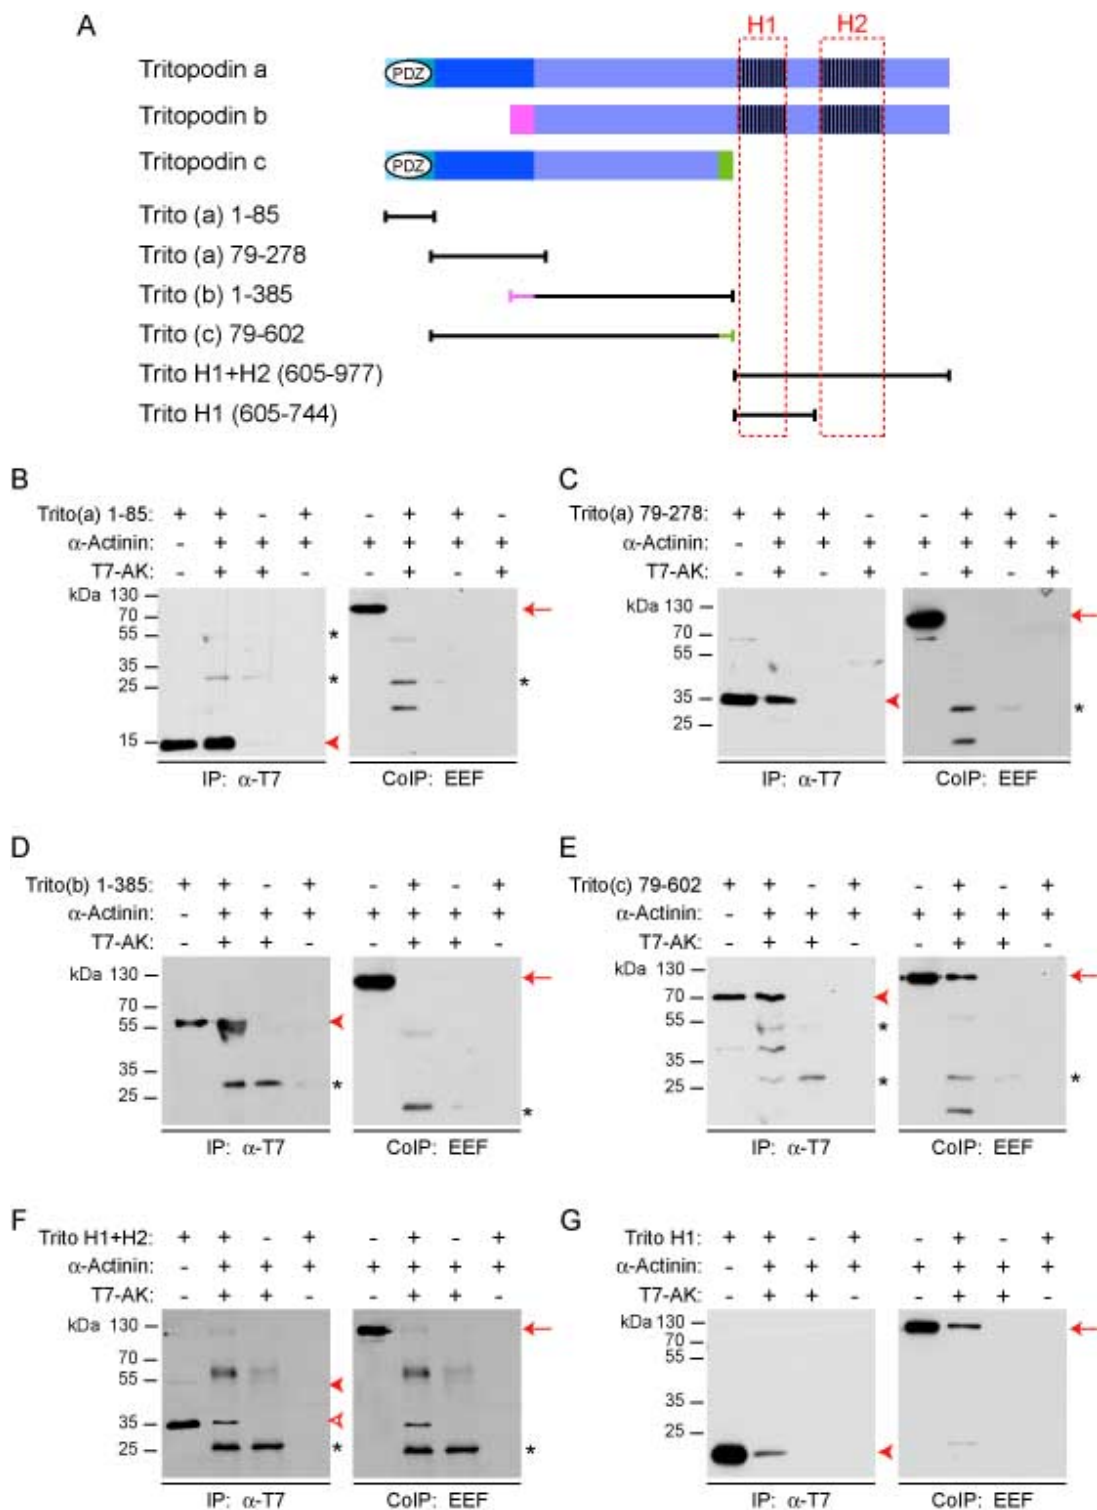 A
H1 H2
Tritopodin a PDZ
Tritopodin b
Tritopodin c PDZ
Trito (a) 1-85
Trito (a) 79-278
Trito (b) 1-385
Trito (c) 79-602
Trito H1+H2 (605-977)
Trito H1 (605-744)
B
Trito(a) 1-85: + + - + - + + -
α-Actinin: - + + + + + + +
T7-AK: - + + - - + - +
kDa 130
70
55 *
35
25 * *
15
IP: α-T7 CoIP: EEF
C
Trito(a) 79-278: + + + - - + + -
α-Actinin: - + + + + + + +
T7-AK: - + - + - + - +
kDa 130
70
55
35
25 *
IP: α-T7 CoIP: EEF
D
Trito(b) 1-385: + + - + - + - +
α-Actinin: - + + + + + + +
T7-AK: - + + - - + + -
kDa 130
70
55
35
25 * *
IP: α-T7 CoIP: EEF
E
Trito(c) 79-602 + + - + - + - +
α-Actinin: - + + + + + + +
T7-AK: - + + - - + + -
kDa 130
70
55 *
35
25 * *
IP: α-T7 CoIP: EEF
F
Trito H1+H2: + + - + - + - +
α-Actinin: - + + + + + + +
T7-AK: - + + - - + + -
kDa 130
70
55
35
25 * *
IP: α-T7 CoIP: EEF
G
Trito H1: + + - + - + - +
α-Actinin: - + + + + + + +
T7-AK: - + + - - + + -
kDa 130
70
55
35
25
IP: α-T7 CoIP: EEF